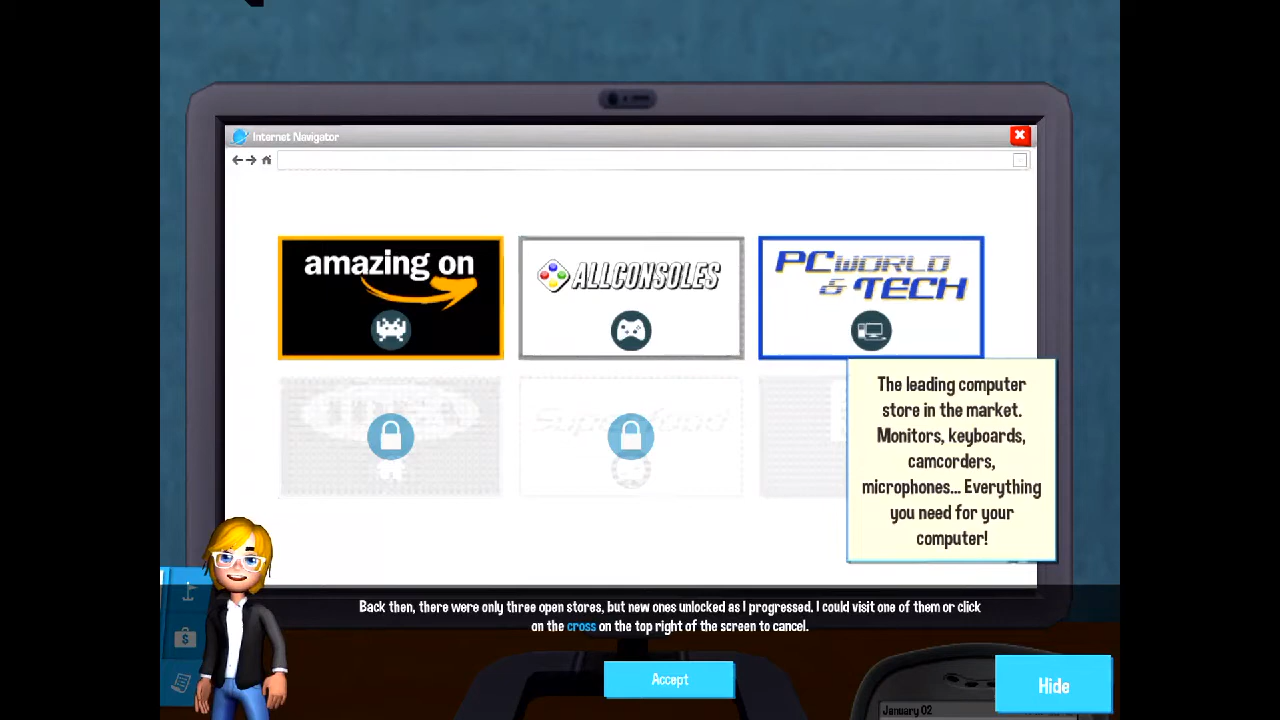 Internet Navigator
amazing on
ALLCONSOLES
PCWORLD
& TECH
The leading computer
store in the market.
Monitors, keyboards,
camcorders,
microphones... Everything
you need for your
computer!
Back then, there were only three open stores, but new ones unlocked as I progressed. I could visit one of them or click
on the cross on the top right of the screen to cancel.
Accept
Hide
January 02